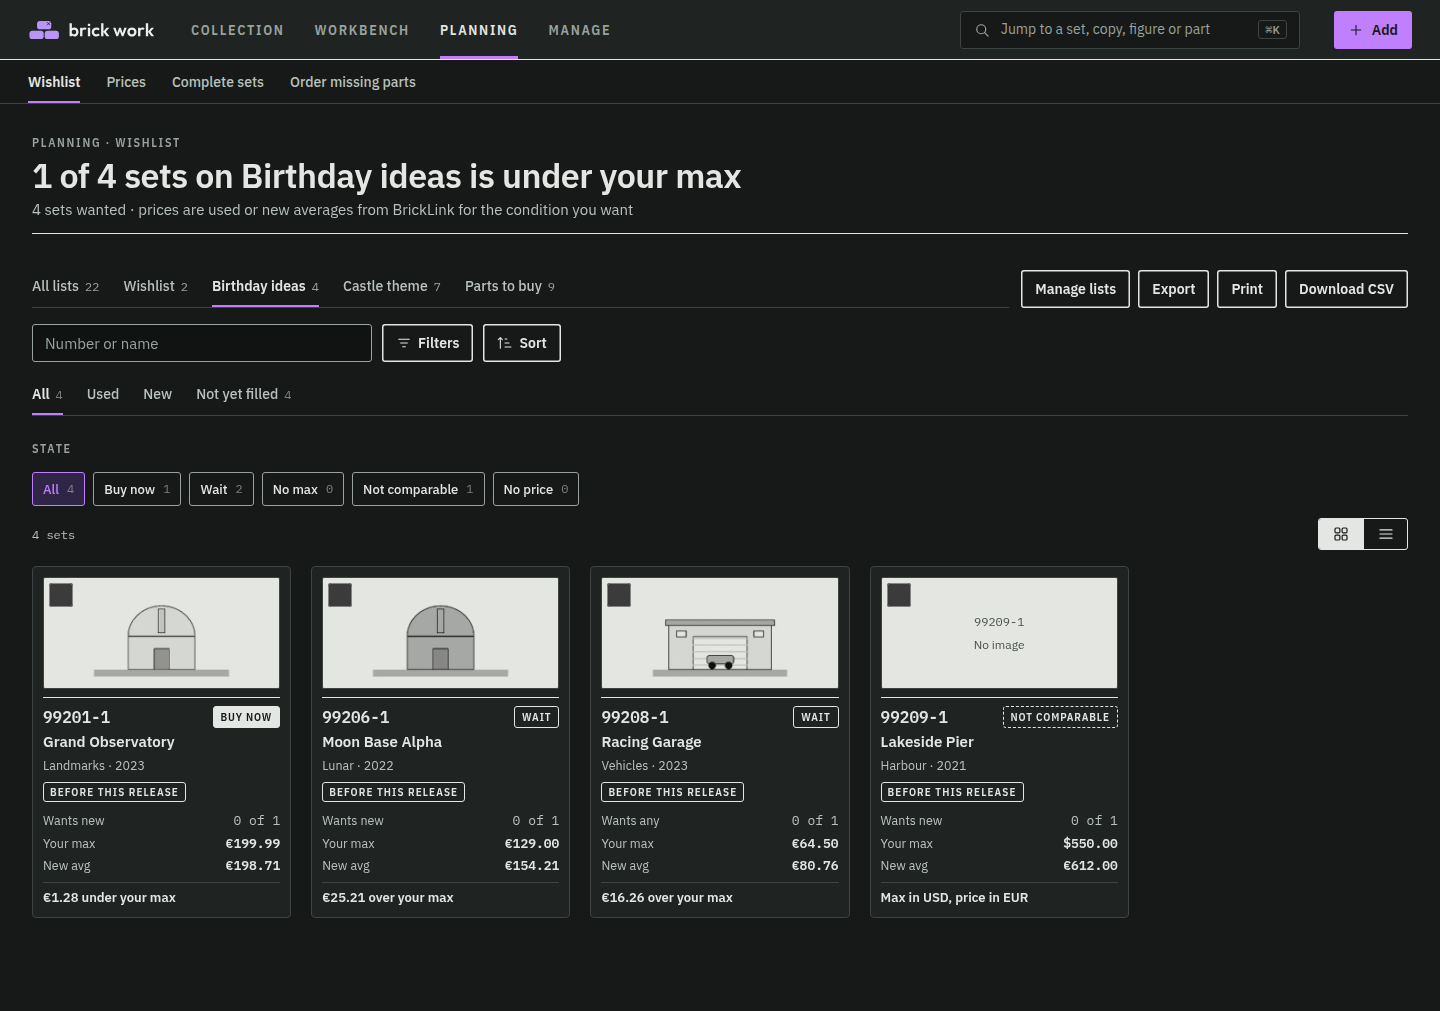 brick work
COLLECTION WORKBENCH PLANNING MANAGE
Jump to a set, copy, figure or part ⌘K
+ Add
Wishlist Prices Complete sets Order missing parts
PLANNING · WISHLIST
1 of 4 sets on Birthday ideas is under your max
4 sets wanted · prices are used or new averages from BrickLink for the condition you want
All lists 22 Wishlist 2 Birthday ideas 4 Castle theme 7 Parts to buy 9
Manage lists Export Print Download CSV
Number or name
Filters Sort
All 4 Used New Not yet filled 4
STATE
All 4 Buy now 1 Wait 2 No max 0 Not comparable 1 No price 0
4 sets
99201-1 BUY NOW
Grand Observatory
Landmarks · 2023
BEFORE THIS RELEASE
Wants new 0 of 1
Your max €199.99
New avg €198.71
€1.28 under your max
99206-1 WAIT
Moon Base Alpha
Lunar · 2022
BEFORE THIS RELEASE
Wants new 0 of 1
Your max €129.00
New avg €154.21
€25.21 over your max
99208-1 WAIT
Racing Garage
Vehicles · 2023
BEFORE THIS RELEASE
Wants any 0 of 1
Your max €64.50
New avg €80.76
€16.26 over your max
99209-1
No image
99209-1 NOT COMPARABLE
Lakeside Pier
Harbour · 2021
BEFORE THIS RELEASE
Wants new 0 of 1
Your max $550.00
New avg €612.00
Max in USD, price in EUR